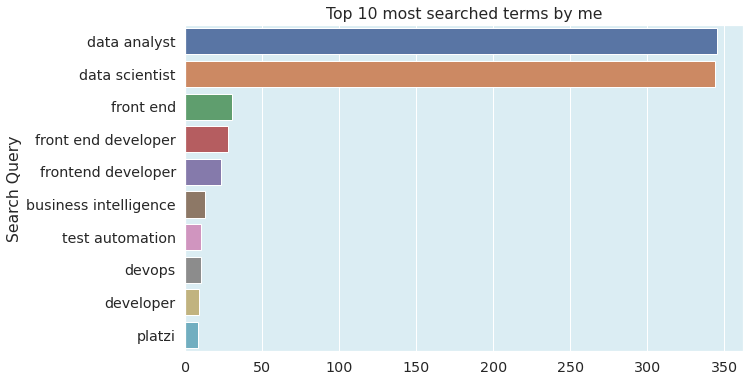 Top 10 most searched terms by me
Search Query
data analyst
data scientist
front end
front end developer
frontend developer
business intelligence
test automation
devops
developer
platzi
0 50 100 150 200 250 300 350